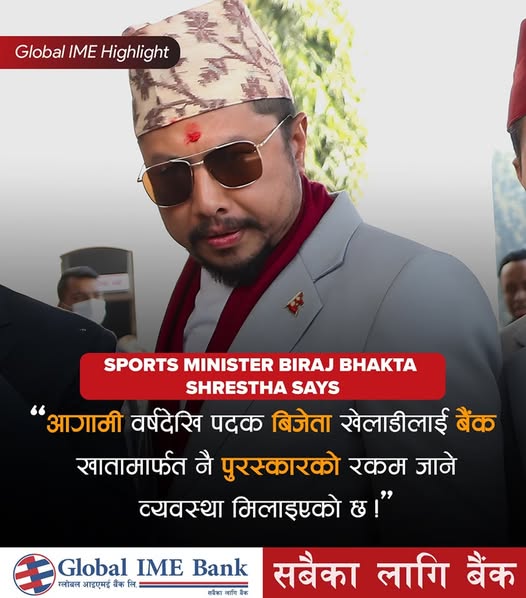 Global IME Highlight
SPORTS MINISTER BIRAJ BHAKTA
SHRESTHA SAYS
“आगामी वर्षदेखि पदक बिजेता खेलाडीलाई बैंक
खातामार्फत नै पुरस्कारको रकम जाने
व्यवस्था मिलाइएको छ !”
Global IME Bank
ग्लोबल आइएमई बैंक लि.
सबैका लागि बैंक
सबैका लागि बैंक